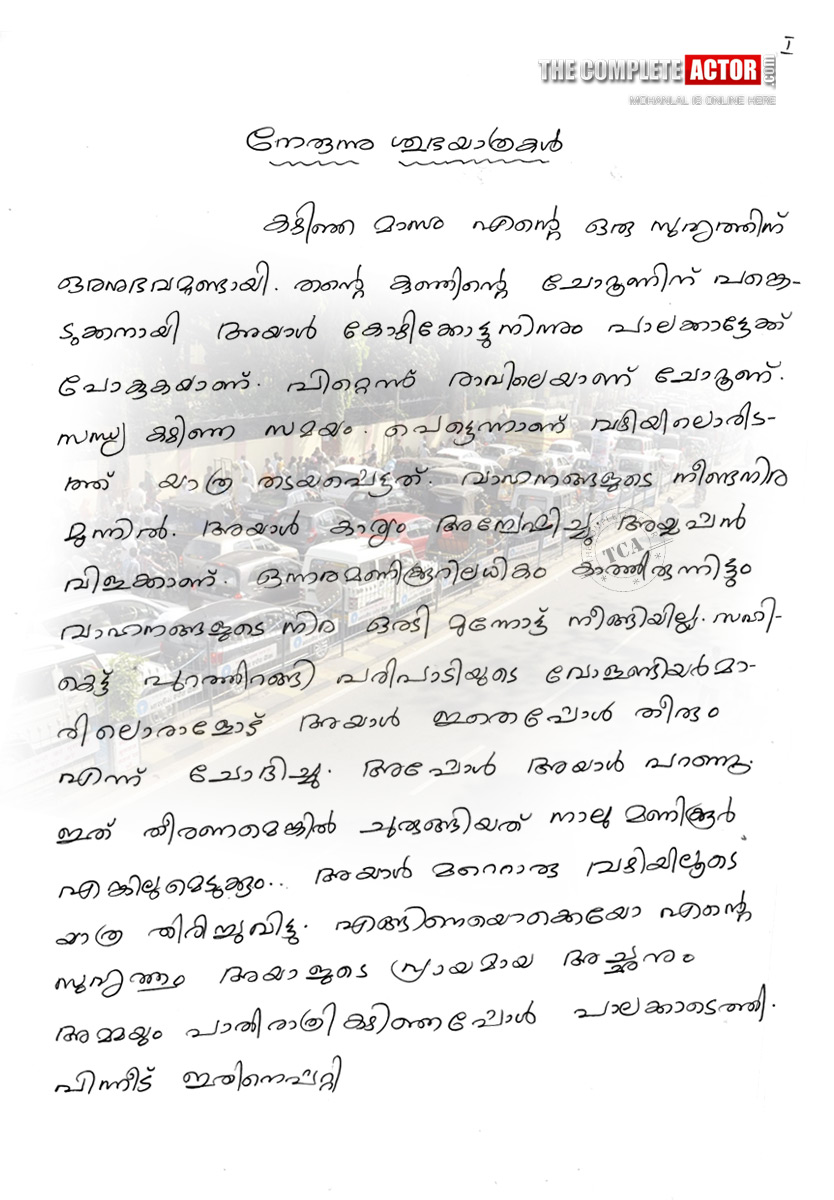 I
THE COMPLETE ACTOR .COM
MOHANLAL IS ONLINE HERE
നേരുന്നു ശുഭയാത്രകൾ
കഴിഞ്ഞ മാസം എന്റെ ഒരു സുഹൃത്തിന്
ഒരനുഭവമുണ്ടായി. തന്റെ കുഞ്ഞിന്റെ ചോറൂണിന് പങ്കെ-
ടുക്കാനായി അയാൾ കോഴിക്കോട്ടുനിന്നും പാലക്കാട്ടേക്ക്
പോകുകയാണ്. പിറ്റെന്ന് രാവിലെയാണ് ചോറൂണ്.
സന്ധ്യ കഴിഞ്ഞ സമയം. പെട്ടെന്നാണ് വഴിയിലൊരിട-
ത്ത് യാത്ര തടയപ്പെട്ടത്. വാഹനങ്ങളുടെ നീണ്ടനിര
മുന്നിൽ. അയാൾ കാര്യം അന്വേഷിച്ചു. അയ്യപ്പൻ
TCA
വിളക്കാണ്. ഒന്നരമണിക്കൂറിലധികം കാത്തിരുന്നിട്ടും
വാഹനങ്ങളുടെ നിര ഒരടി മുന്നോട്ട് നീങ്ങിയില്ല. സഹി-
കെട്ട് പുറത്തിറങ്ങി പരിപാടിയുടെ വോളണ്ടിയർമാ-
രിലൊരാളോട് അയാൾ ഇതെപ്പോൾ തീരും
എന്ന് ചോദിച്ചു. അപ്പോൾ അയാൾ പറഞ്ഞു.
ഇത് തീരണമെങ്കിൽ ചുരുങ്ങിയത് നാലു മണിക്കൂർ
എങ്കിലുമെടുക്കും.. അയാൾ മറ്റൊരു വഴിയിലൂടെ
യാത്ര തിരിച്ചുവിട്ടു. എങ്ങിനെയൊക്കെയോ എന്റെ
സുഹൃത്തും അയാളുടെ പ്രായമായ അച്ഛനും
അമ്മയും പാതിരാത്രി കഴിഞ്ഞപ്പോൾ പാലക്കാടെത്തി.
പിന്നീട് ഇതിനെപ്പറ്റി